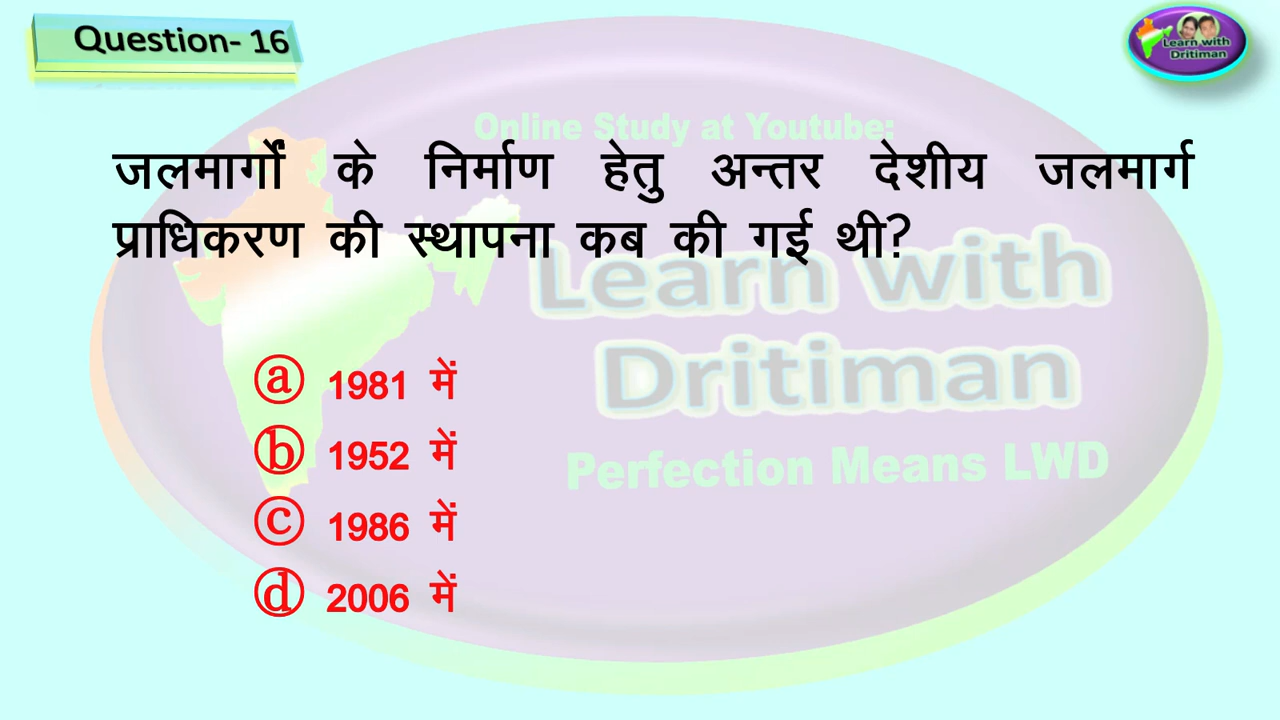 Question- 16
Learn with
Dritiman
Online Study at Youtube:
जलमार्गों के निर्माण हेतु अन्तर देशीय जलमार्ग
प्राधिकरण की स्थापना कब की गई थी?
Learn with
Dritiman
ⓐ 1981 में
ⓑ 1952 में
Perfection Means LWD
ⓒ 1986 में
ⓓ 2006 में